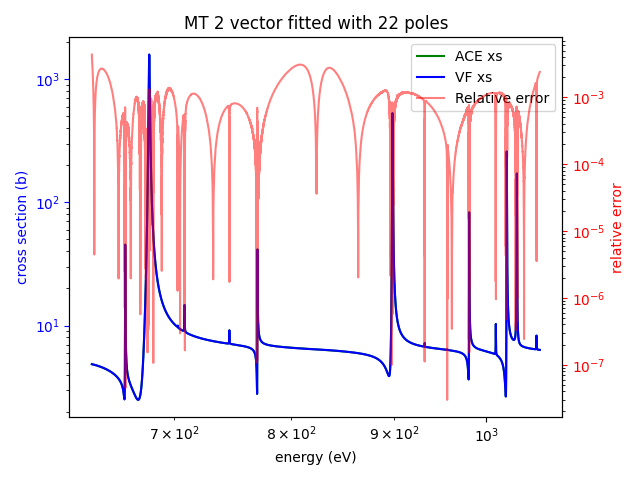 MT 2 vector fitted with 22 poles
ACE xs
VF xs
Relative error
cross section (b)
10³
10²
10¹
relative error
10⁻³
10⁻⁴
10⁻⁵
10⁻⁶
10⁻⁷
7 × 10² 8 × 10² 9 × 10² 10³
energy (eV)